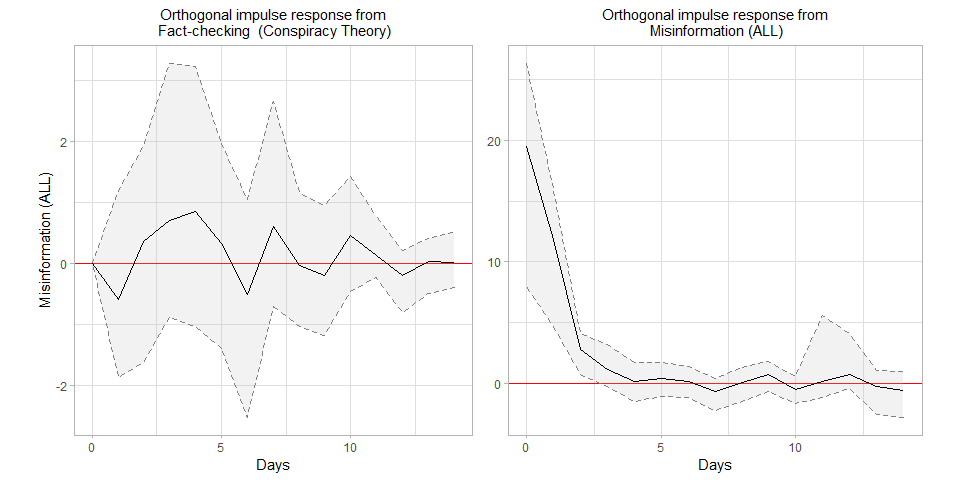 Orthogonal impulse response from
Fact-checking  (Conspiracy Theory)
Misinformation (ALL)
2
0
-2
0
5
10
Days
Orthogonal impulse response from
Misinformation (ALL)
20
10
0
0
5
10
Days